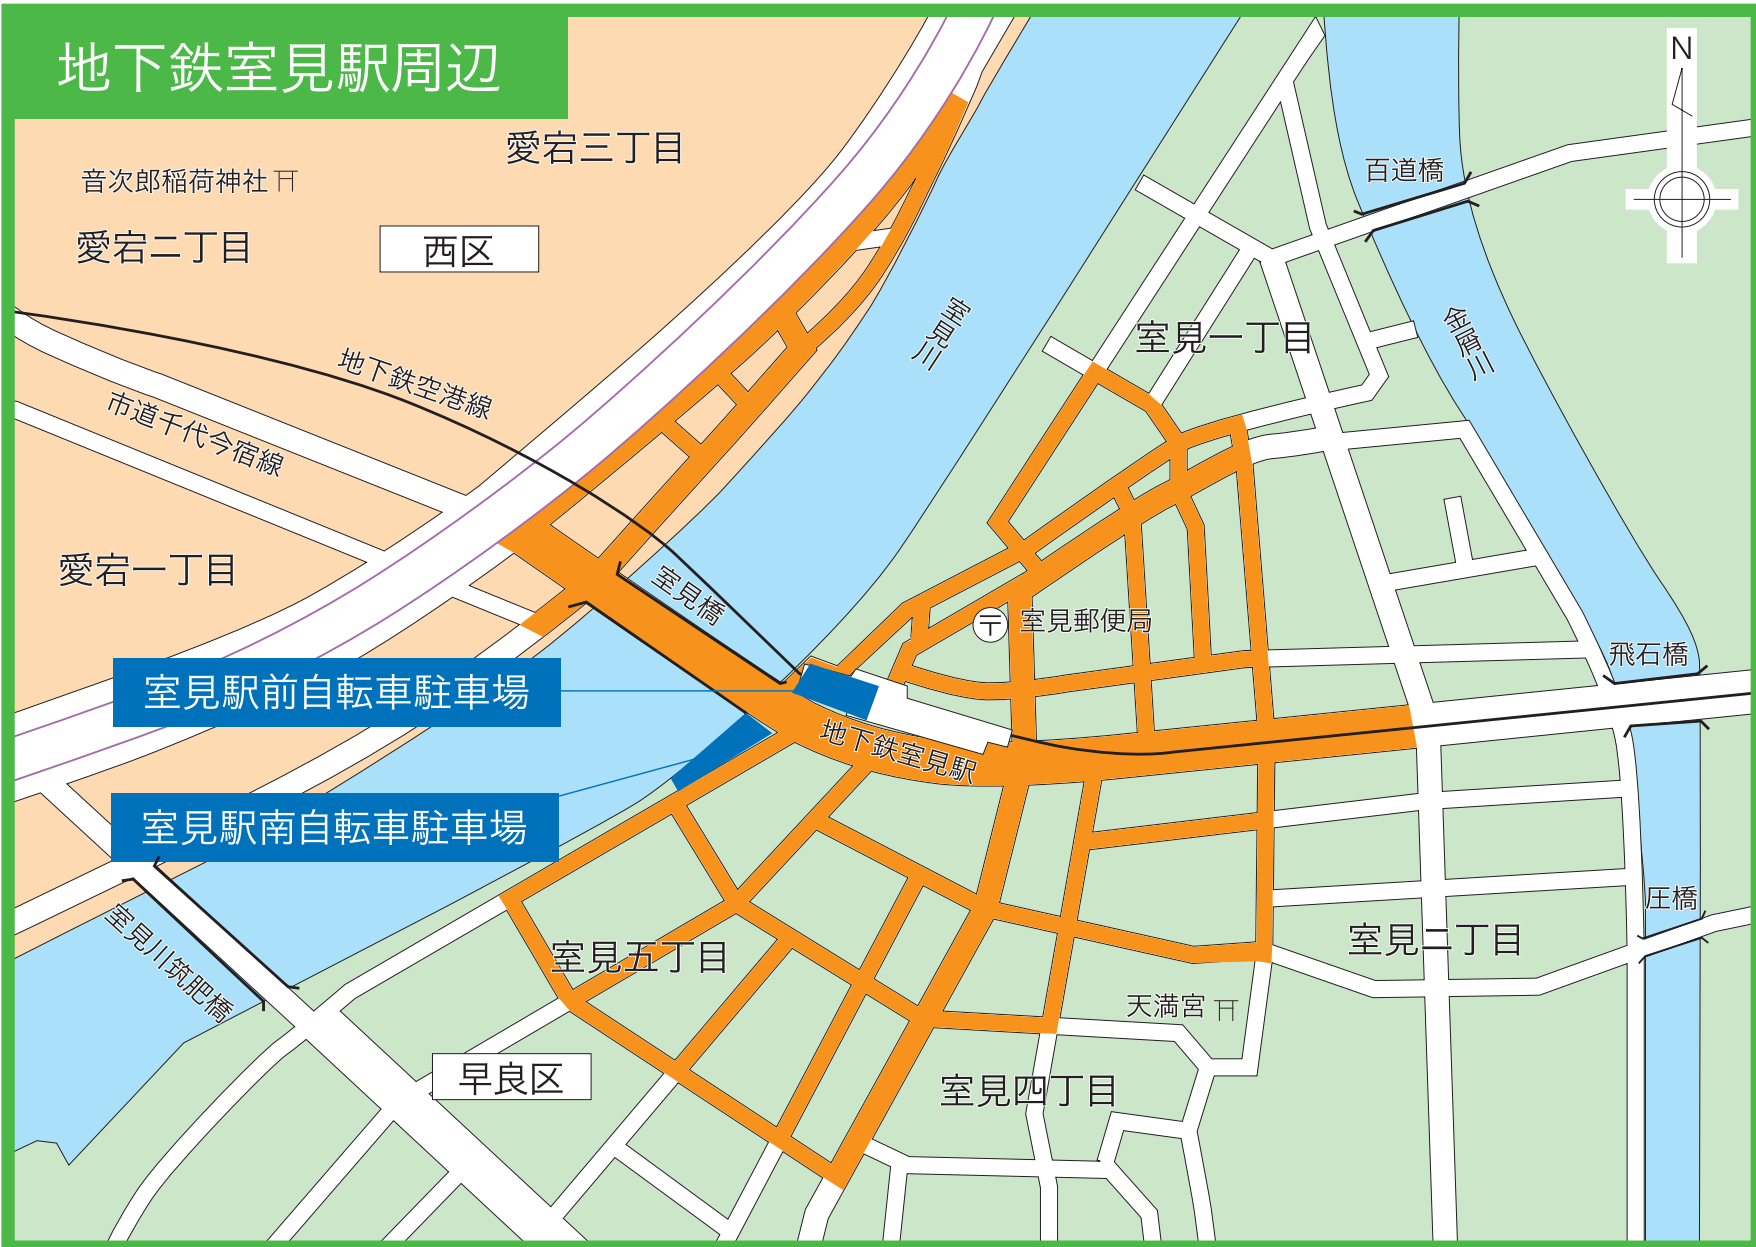 地下鉄室見駅周辺
N
愛宕三丁目
百道橋
音次郎稲荷神社
愛宕ニ丁目
西区
室見川
金屑川
室見一丁目
地下鉄空港線
市道千代今宿線
愛宕一丁目
室見橋
〒
室見郵便局
飛石橋
室見駅前自転車駐車場
地下鉄室見駅
室見駅南自転車駐車場
圧橋
室見川筑肥橋
室見五丁目
室見ニ丁目
天満宮
早良区
室見四丁目